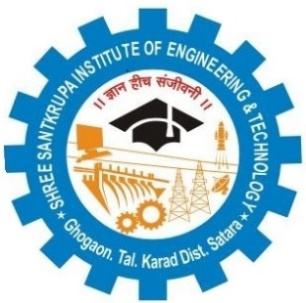 SHREE SANTKRUPA INSTITUTE OF ENGINEERING & TECHNOLOGY
।। ज्ञान हीच संजीवनी ।।
★ Ghogaon. Tal. Karad Dist. Satara ★